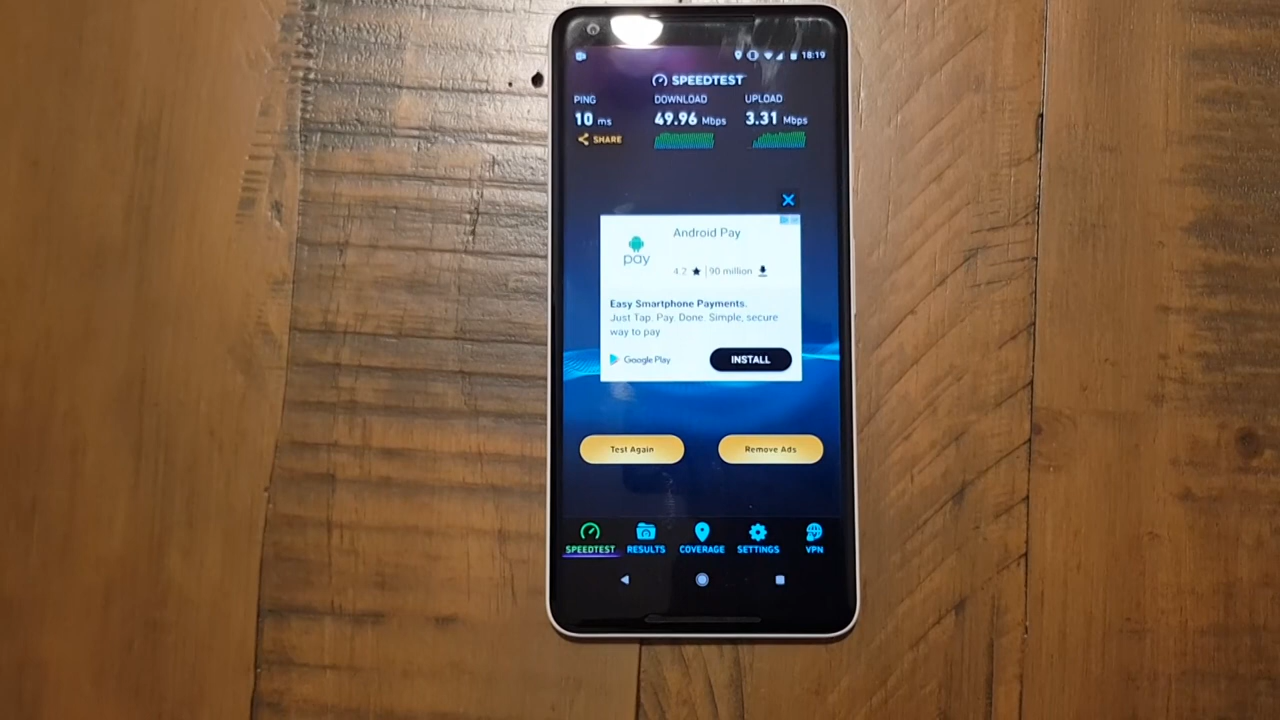 18:19
SPEEDTEST
PING DOWNLOAD UPLOAD
10 ms 49.96 Mbps 3.31 Mbps
SHARE
Android Pay
pay
4.2 ★ | 90 million
Easy Smartphone Payments.
Just Tap. Pay. Done. Simple, secure
way to pay
Google Play INSTALL
Test Again Remove Ads
SPEEDTEST RESULTS COVERAGE SETTINGS VPN